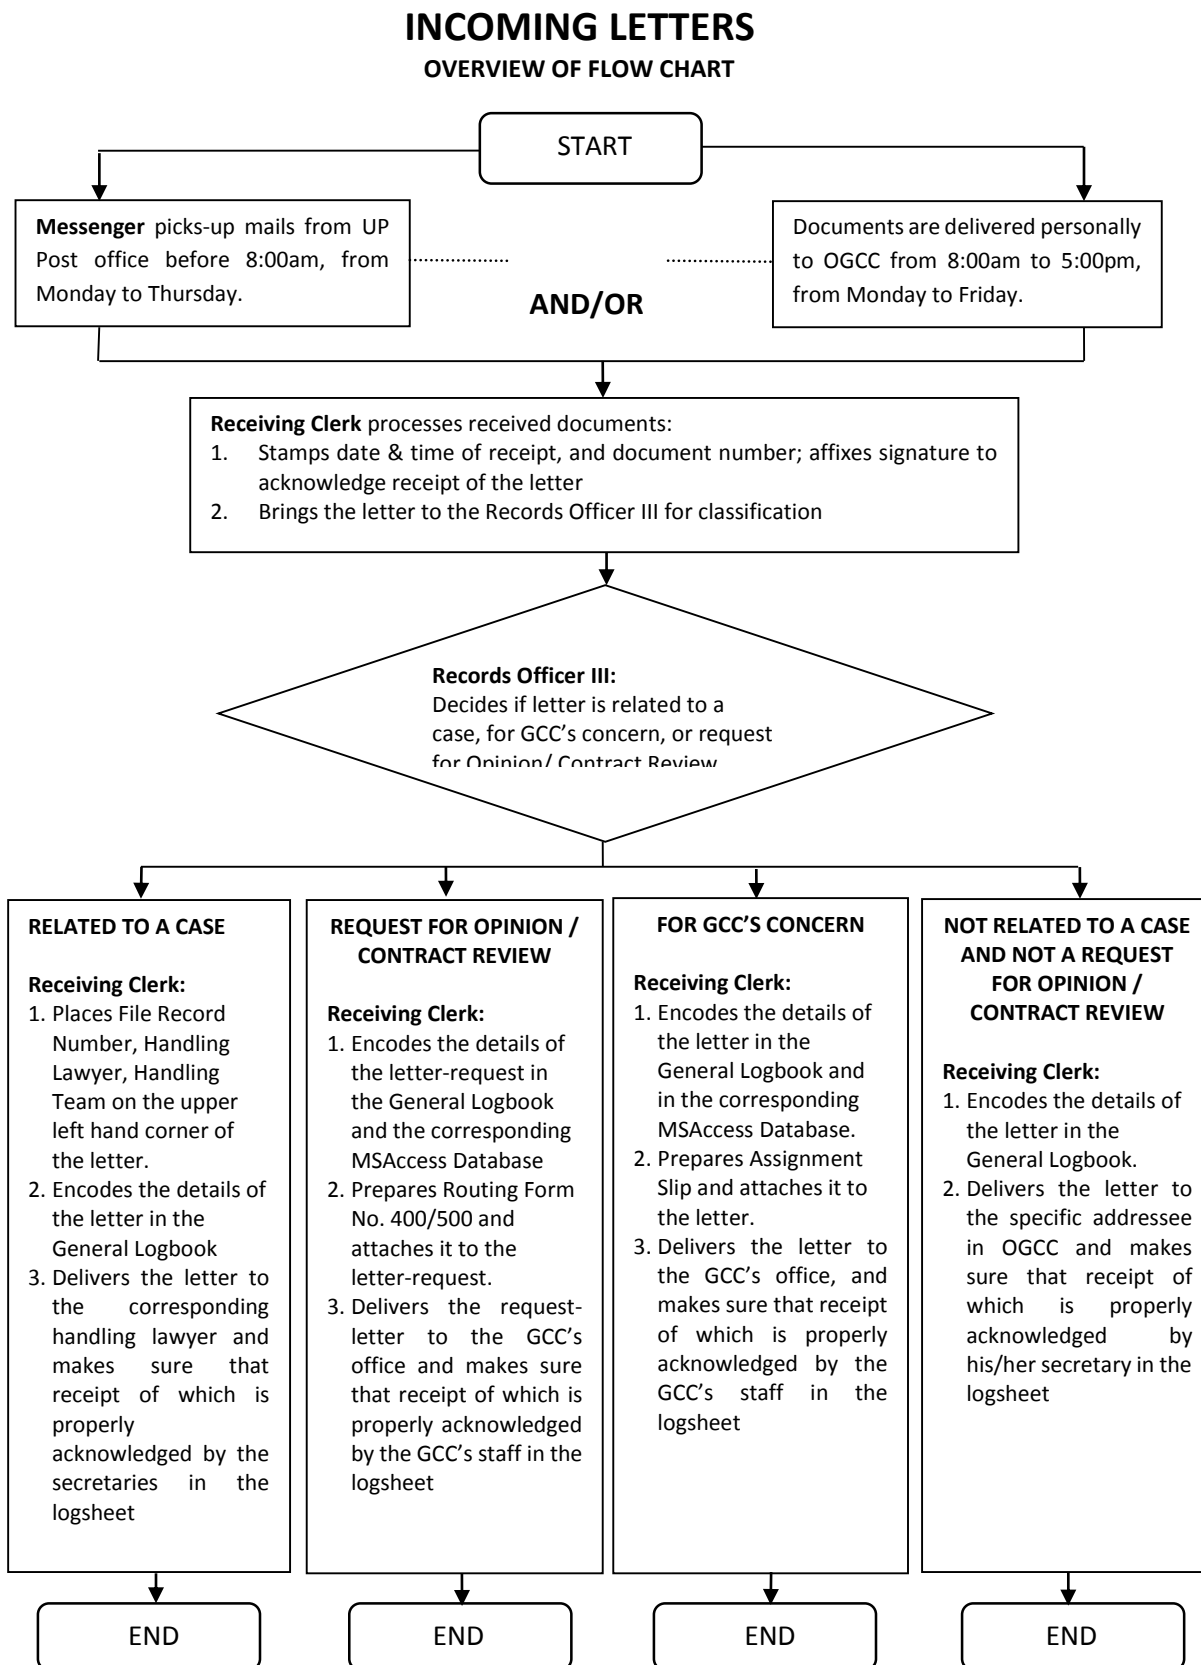 INCOMING LETTERS
OVERVIEW OF FLOW CHART
START
Messenger picks-up mails from UP
Post office before 8:00am, from
Monday to Thursday.
AND/OR
Documents are delivered personally
to OGCC from 8:00am to 5:00pm,
from Monday to Friday.
Receiving Clerk processes received documents:
1. Stamps date & time of receipt, and document number; affixes signature to
acknowledge receipt of the letter
2. Brings the letter to the Records Officer III for classification
Records Officer III:
Decides if letter is related to a
case, for GCC's concern, or request
for Opinion/ Contract Review
RELATED TO A CASE
Receiving Clerk:
1. Places File Record
Number, Handling
Lawyer, Handling
Team on the upper
left hand corner of
the letter.
2. Encodes the details of
the letter in the
General Logbook
3. Delivers the letter to
the corresponding
handling lawyer and
makes sure that
receipt of which is
properly
acknowledged by the
secretaries in the
logsheet
END
REQUEST FOR OPINION /
CONTRACT REVIEW
Receiving Clerk:
1. Encodes the details of
the letter-request in
the General Logbook
and the corresponding
MSAccess Database
2. Prepares Routing Form
No. 400/500 and
attaches it to the
letter-request.
3. Delivers the request-
letter to the GCC's
office and makes sure
that receipt of which is
properly acknowledged
by the GCC's staff in the
logsheet
END
FOR GCC'S CONCERN
Receiving Clerk:
1. Encodes the details of
the letter in the
General Logbook and
in the corresponding
MSAccess Database.
2. Prepares Assignment
Slip and attaches it to
the letter.
3. Delivers the letter to
the GCC's office, and
makes sure that receipt
of which is properly
acknowledged by the
GCC's staff in the
logsheet
END
NOT RELATED TO A CASE
AND NOT A REQUEST
FOR OPINION /
CONTRACT REVIEW
Receiving Clerk:
1. Encodes the details of
the letter in the
General Logbook.
2. Delivers the letter to
the specific addressee
in OGCC and makes
sure that receipt of
which is properly
acknowledged by
his/her secretary in the
logsheet
END